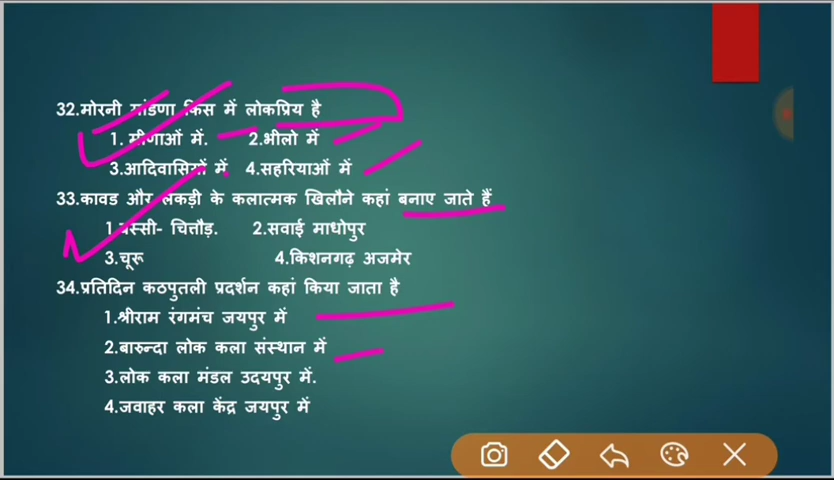 32.मोरनी मांडणा किस में लोकप्रिय है
1. मीणाओं में. 2.भीलो में
3.आदिवासियों में. 4.सहरियाओं में
33.कावड और लकड़ी के कलात्मक खिलौने कहां बनाए जाते हैं
1.बस्सी- चित्तौड़. 2.सवाई माधोपुर
3.चूरू 4.किशनगढ़ अजमेर
34.प्रतिदिन कठपुतली प्रदर्शन कहां किया जाता है
1.श्रीराम रंगमंच जयपुर में
2.बारुन्दा लोक कला संस्थान में
3.लोक कला मंडल उदयपुर में.
4.जवाहर कला केंद्र जयपुर में